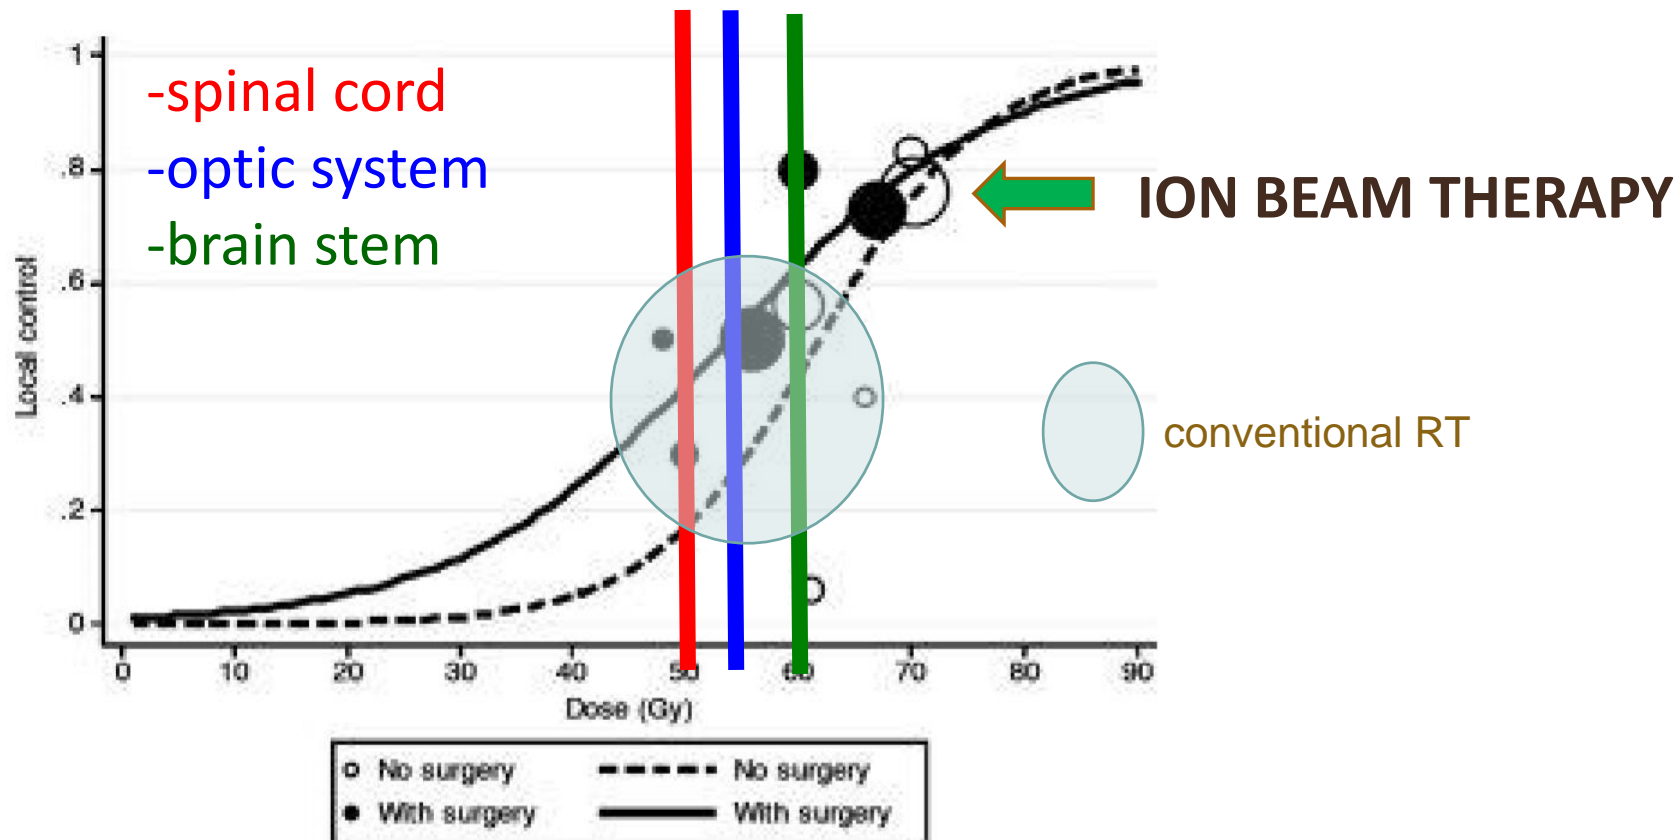 -spinal cord
-optic system
-brain stem
ION BEAM THERAPY
conventional RT
Local control
1
.8
.6
.4
.2
0
0 10 20 30 40 50 60 70 80 90
Dose (Gy)
No surgery No surgery
With surgery With surgery